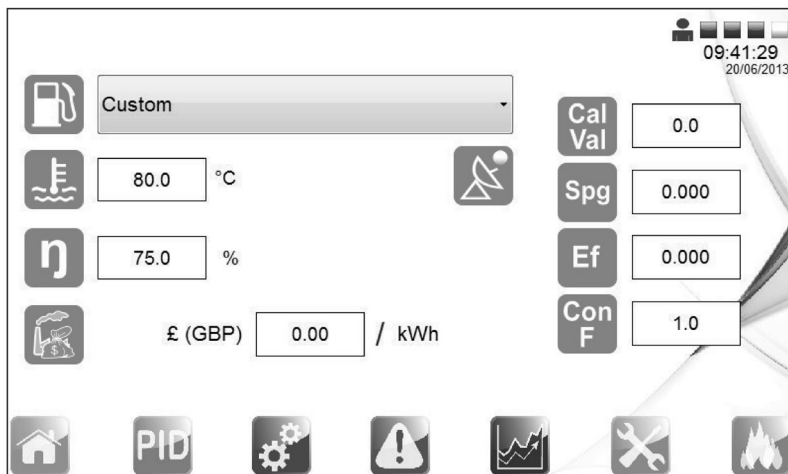 09:41:29
20/06/2013
Custom
80.0 °C
ŋ 75.0 %
£ (GBP) 0.00 / kWh
$
Cal Val 0.0
Spg 0.000
Ef 0.000
Con F 1.0
PID